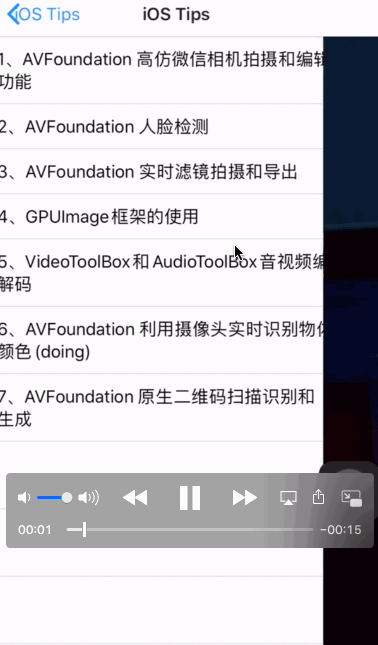 iOS Tips
iOS Tips
1、AVFoundation 高仿微信相机拍摄和编辑
功能
2、AVFoundation 人脸检测
3、AVFoundation 实时滤镜拍摄和导出
4、GPUImage框架的使用
5、VideoToolBox和AudioToolBox音视频编
解码
6、AVFoundation 利用摄像头实时识别物体
颜色 (doing)
7、AVFoundation 原生二维码扫描识别和
生成
00:01
−00:15